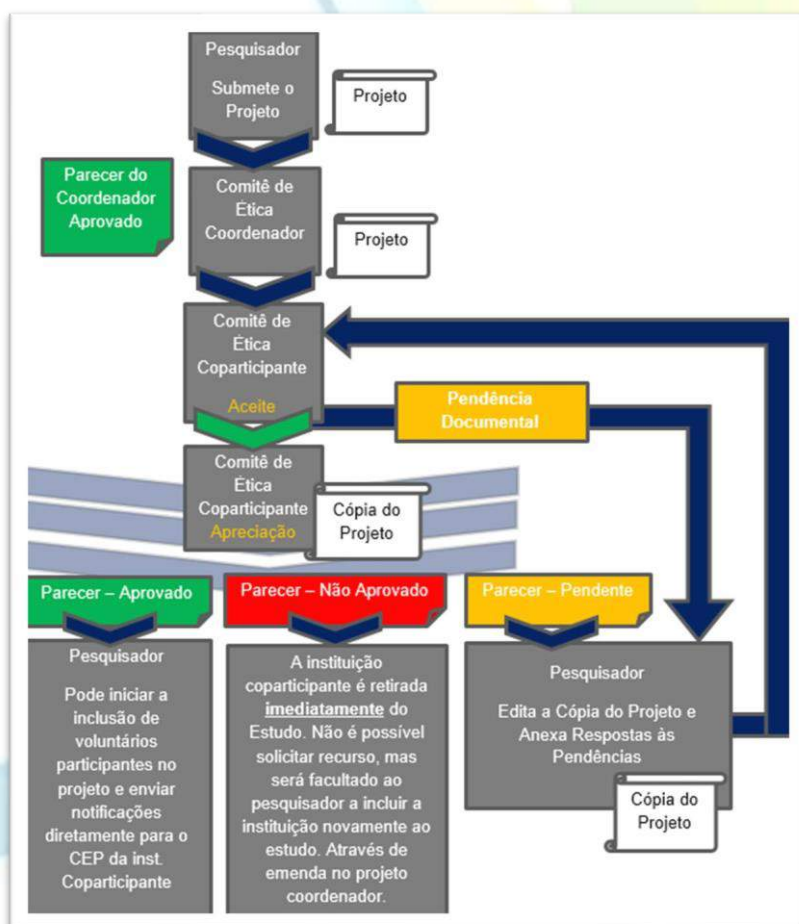 Pesquisador
Submete o
Projeto
Projeto
Parecer do
Coordenador
Aprovado
Comitê de
Ética
Coordenador
Projeto
Comitê de
Ética
Coparticipante
Aceite
Pendência
Documental
Comitê de
Ética
Coparticipante
Apreciação
Cópia do
Projeto
Parecer – Aprovado
Parecer – Não Aprovado
Parecer – Pendente
Pesquisador
Pode iniciar a
inclusão de
voluntários
participantes no
projeto e enviar
notificações
diretamente para o
CEP da inst.
Coparticipante
A instituição
coparticipante é retirada
imediatamente do
Estudo. Não é possível
solicitar recurso, mas
será facultado ao
pesquisador a incluir a
instituição novamente ao
estudo. Através de
emenda no projeto
coordenador.
Pesquisador
Edita a Cópia do Projeto e
Anexa Respostas às
Pendências
Cópia do
Projeto